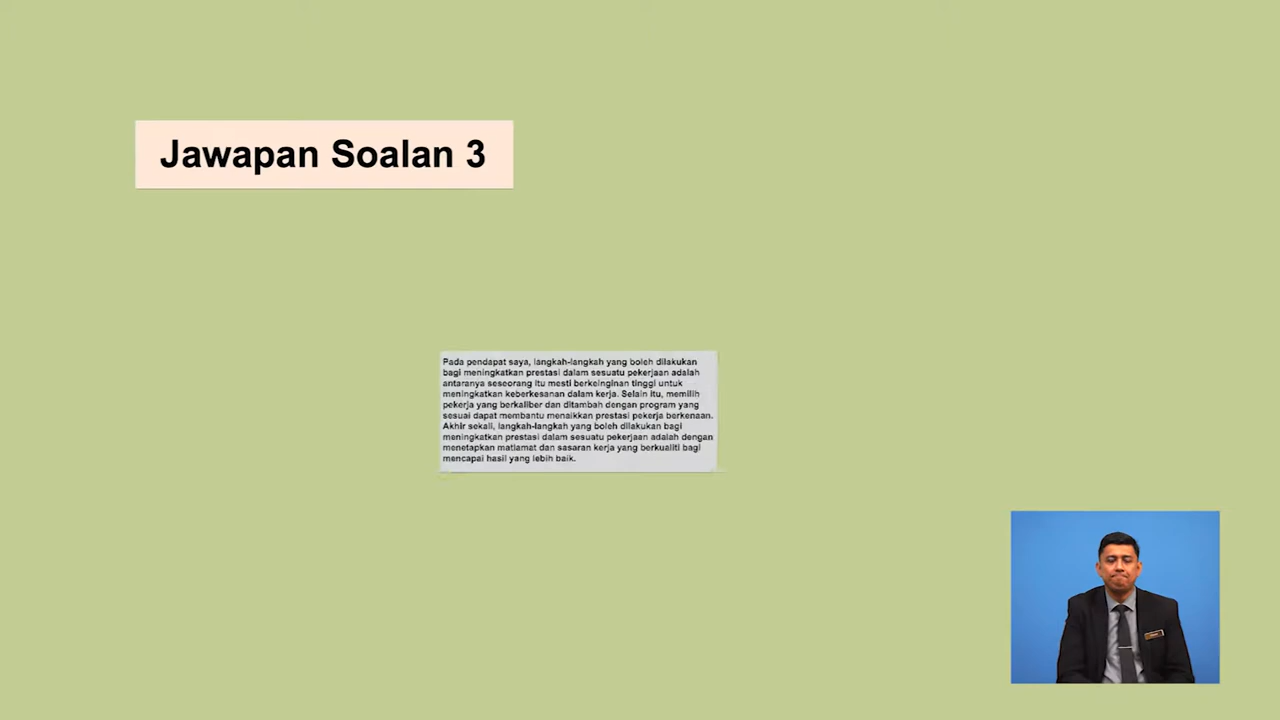 Jawapan Soalan 3
Pada pendapat saya, langkah-langkah yang boleh dilakukan
bagi meningkatkan prestasi dalam sesuatu pekerjaan adalah
antaranya seseorang itu mesti berkeinginan tinggi untuk
meningkatkan keberkesanan dalam kerja. Selain itu, memilih
pekerja yang berkaliber dan ditambah dengan program yang
sesuai dapat membantu menaikkan prestasi pekerja berkenaan.
Akhir sekali, langkah-langkah yang boleh dilakukan bagi
meningkatkan prestasi dalam sesuatu pekerjaan adalah dengan
menetapkan matlamat dan sasaran kerja yang berkualiti bagi
mencapai hasil yang lebih baik.